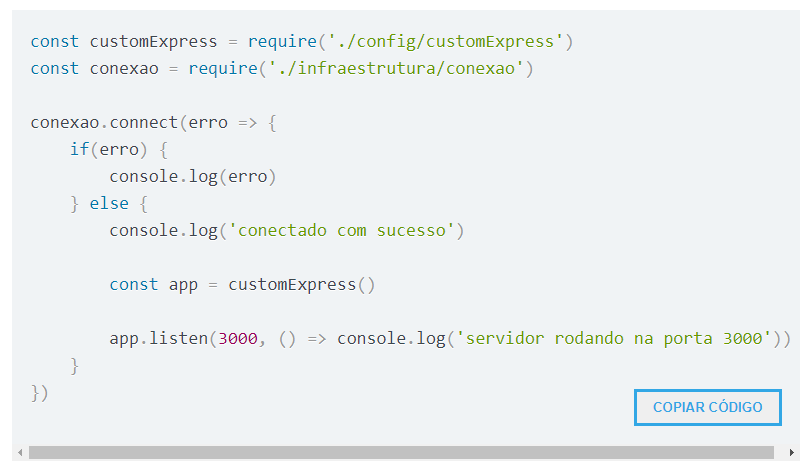 const customExpress = require('./config/customExpress')
const conexao = require('./infraestrutura/conexao')
conexao.connect(erro => {
    if(erro) {
        console.log(erro)
    } else {
        console.log('conectado com sucesso')
        const app = customExpress()
        app.listen(3000, () => console.log('servidor rodando na porta 3000'))
    }
})
COPIAR CÓDIGO